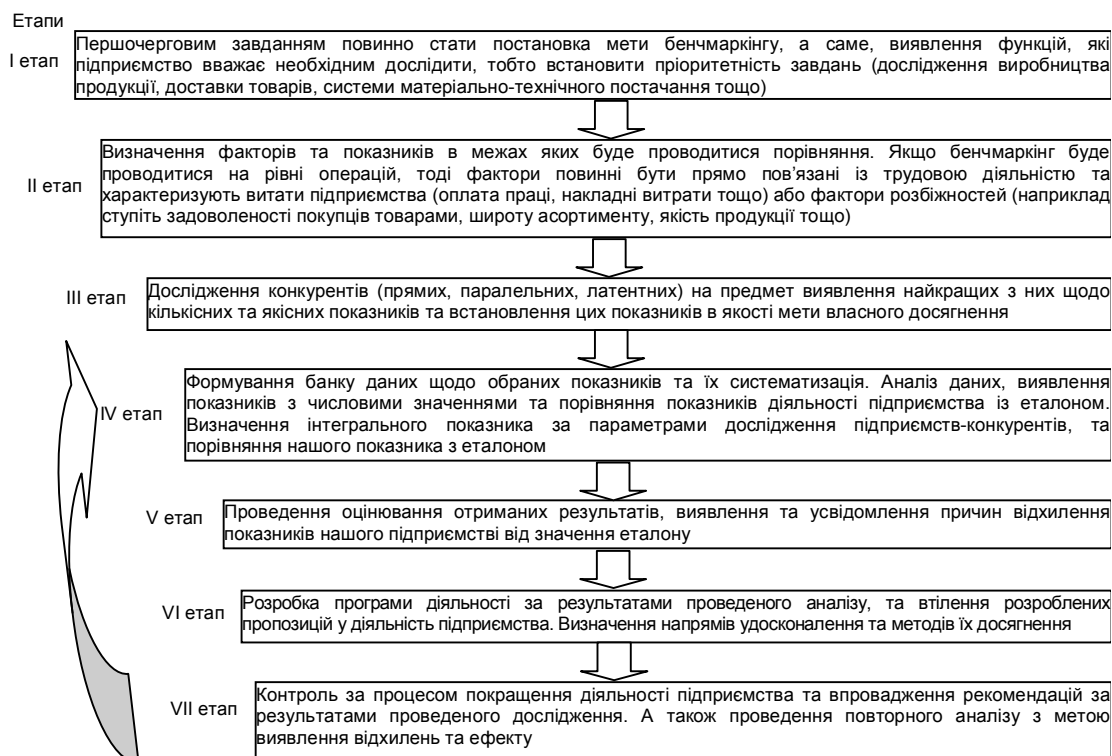 Етапи
I етап
Першочерговим завданням повинно стати постановка мети бенчмаркінгу, а саме, виявлення функцій, які
підприємство вважає необхідним дослідити, тобто встановити пріоритетність завдань (дослідження виробництва
продукції, доставки товарів, системи матеріально-технічного постачання тощо)
II етап
Визначення факторів та показників в межах яких буде проводитися порівняння. Якщо бенчмаркінг буде
проводитися на рівні операцій, тоді фактори повинні бути прямо пов’язані із трудовою діяльністю та
характеризують витати підприємства (оплата праці, накладні витрати тощо) або фактори розбіжностей (наприклад
ступіть задоволеності покупців товарами, широту асортименту, якість продукції тощо)
III етап
Дослідження конкурентів (прямих, паралельних, латентних) на предмет виявлення найкращих з них щодо
кількісних та якісних показників та встановлення цих показників в якості мети власного досягнення
IV етап
Формування банку даних щодо обраних показників та їх систематизація. Аналіз даних, виявлення
показників з числовими значеннями та порівняння показників діяльності підприємства із еталоном.
Визначення інтегрального показника за параметрами дослідження підприємств-конкурентів, та
порівняння нашого показника з еталоном
V етап
Проведення оцінювання отриманих результатів, виявлення та усвідомлення причин відхилення
показників нашого підприємстві від значення еталону
VI етап
Розробка програми діяльності за результатами проведеного аналізу, та втілення розроблених
пропозицій у діяльність підприємства. Визначення напрямів удосконалення та методів їх досягнення
VII етап
Контроль за процесом покращення діяльності підприємства та впровадження рекомендацій за
результатами проведеного дослідження. А також проведення повторного аналізу з метою
виявлення відхилень та ефекту